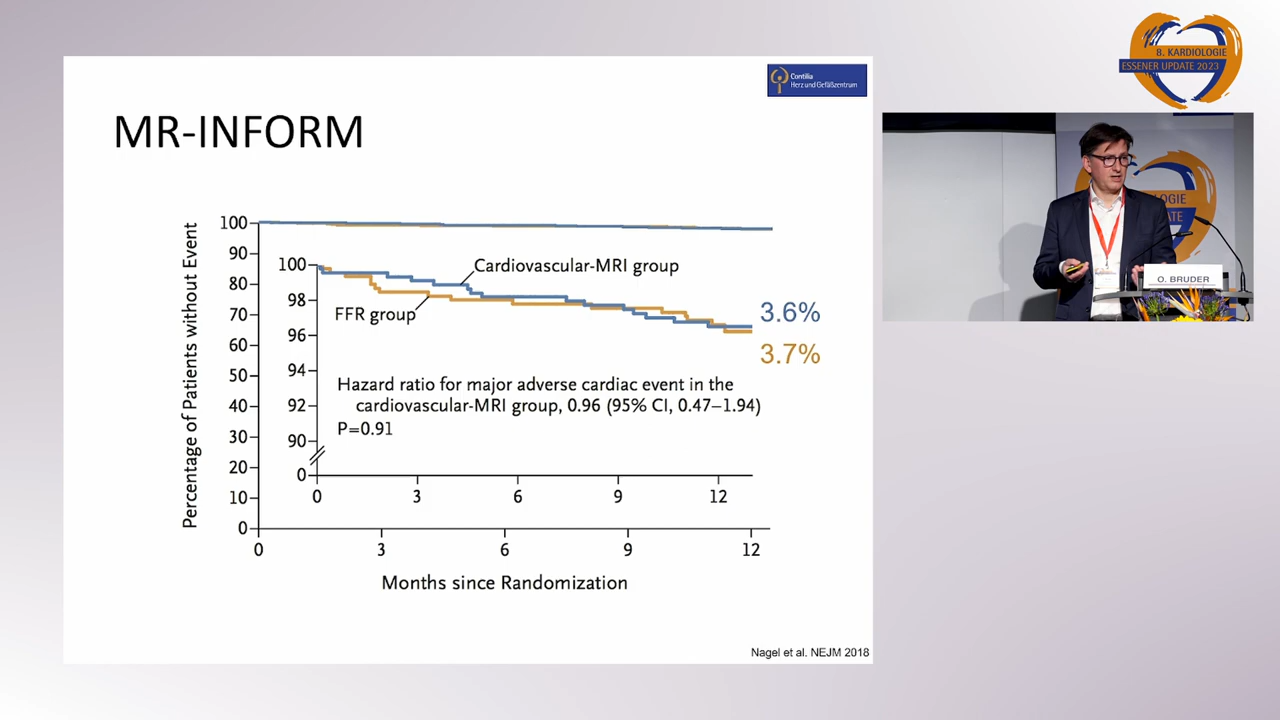 8. KARDIOLOGIE
ESSENER UPDATE 2023
Contilia
Herz und Gefäßzentrum
MR-INFORM
Percentage of Patients without Event
100
90
80
70
60
50
40
30
20
10
0
100
98
96
94
92
90
0
Cardiovascular-MRI group
FFR group
3.6%
3.7%
Hazard ratio for major adverse cardiac event in the
cardiovascular-MRI group, 0.96 (95% CI, 0.47–1.94)
P=0.91
0 3 6 9 12
0 3 6 9 12
Months since Randomization
Nagel et al. NEJM 2018
OGIE
DATE
O. BRUDER